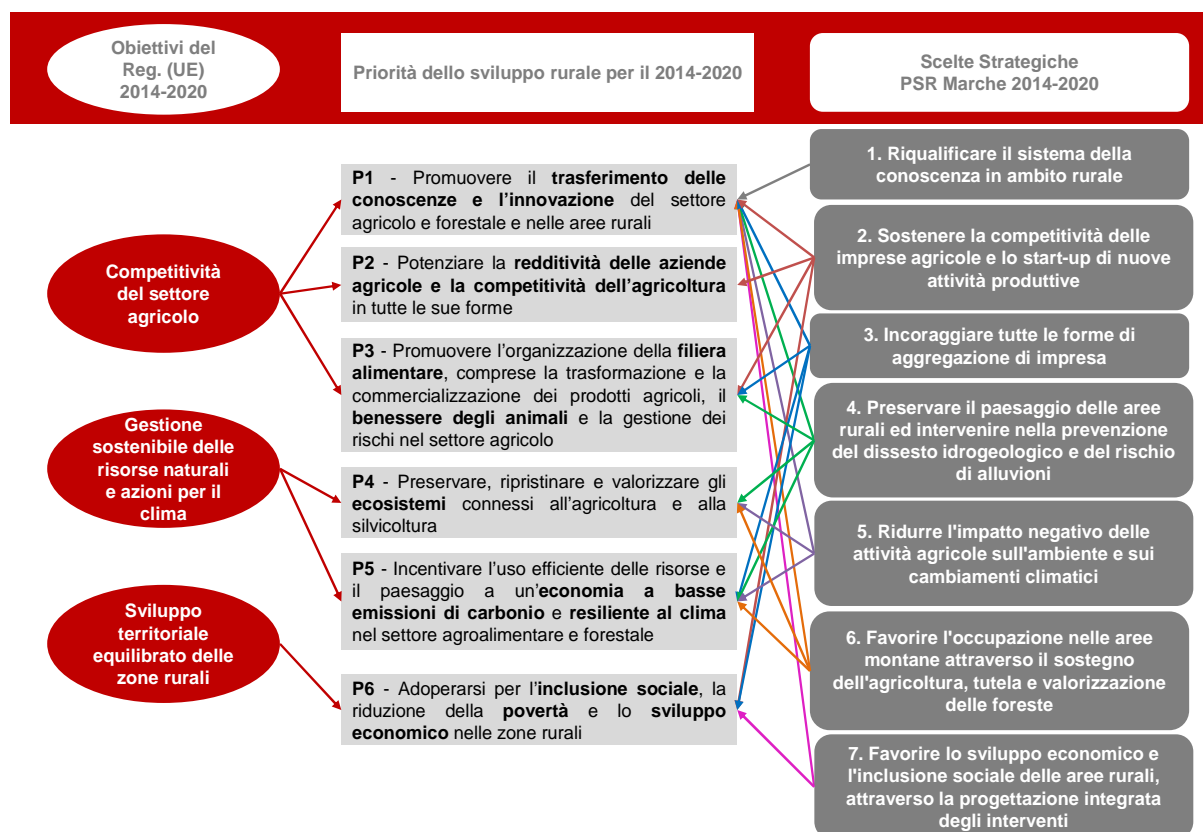 Obiettivi del
Reg. (UE)
2014-2020
Priorità dello sviluppo rurale per il 2014-2020
Scelte Strategiche
PSR Marche 2014-2020
Competitività
del settore
agricolo
Gestione
sostenibile delle
risorse naturali
e azioni per il
clima
Sviluppo
territoriale
equilibrato delle
zone rurali
P1 - Promuovere il trasferimento delle
conoscenze e l'innovazione del settore
agricolo e forestale e nelle aree rurali
P2 - Potenziare la redditività delle aziende
agricole e la competitività dell'agricoltura
in tutte le sue forme
P3 - Promuovere l'organizzazione della filiera
alimentare, comprese la trasformazione e la
commercializzazione dei prodotti agricoli, il
benessere degli animali e la gestione dei
rischi nel settore agricolo
P4 - Preservare, ripristinare e valorizzare gli
ecosistemi connessi all'agricoltura e alla
silvicoltura
P5 - Incentivare l'uso efficiente delle risorse e
il paesaggio a un'economia a basse
emissioni di carbonio e resiliente al clima
nel settore agroalimentare e forestale
P6 - Adoperarsi per l'inclusione sociale, la
riduzione della povertà e lo sviluppo
economico nelle zone rurali
1. Riqualificare il sistema della
conoscenza in ambito rurale
2. Sostenere la competitività delle
imprese agricole e lo start-up di nuove
attività produttive
3. Incoraggiare tutte le forme di
aggregazione di impresa
4. Preservare il paesaggio delle aree
rurali ed intervenire nella prevenzione
del dissesto idrogeologico e del rischio
di alluvioni
5. Ridurre l'impatto negativo delle
attività agricole sull'ambiente e sui
cambiamenti climatici
6. Favorire l'occupazione nelle aree
montane attraverso il sostegno
dell'agricoltura, tutela e valorizzazione
delle foreste
7. Favorire lo sviluppo economico e
l'inclusione sociale delle aree rurali,
attraverso la progettazione integrata
degli interventi